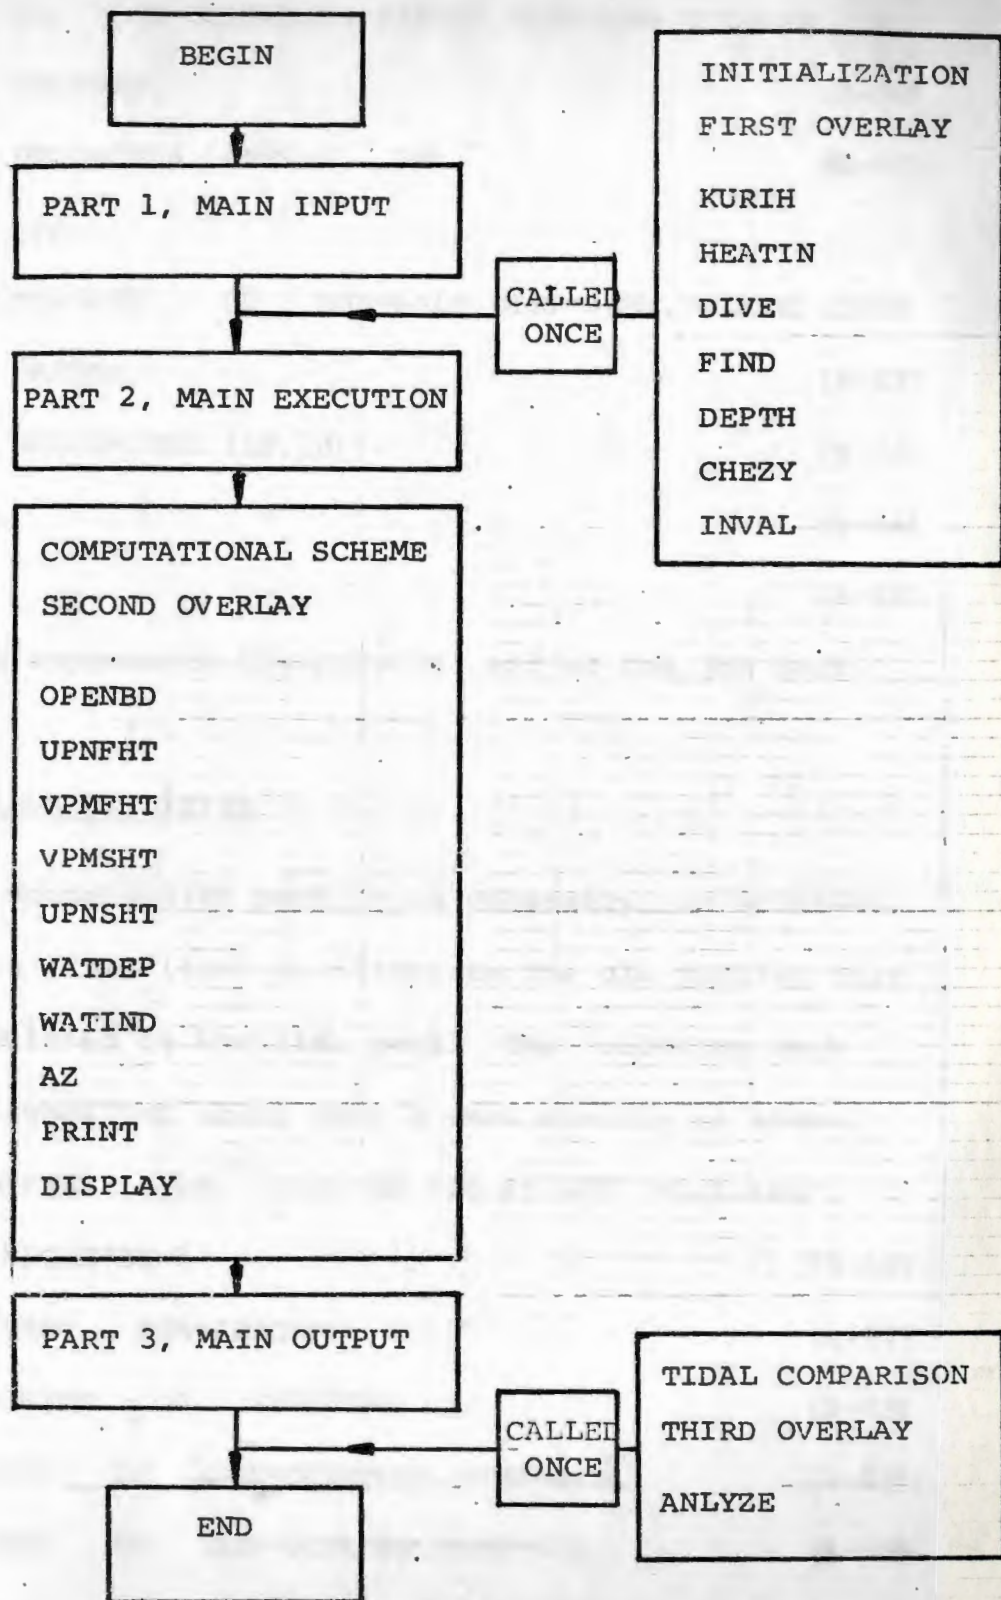 BEGIN
PART 1, MAIN INPUT
INITIALIZATION
FIRST OVERLAY
KURIH
HEATIN
DIVE
FIND
DEPTH
CHEZY
INVAL
CALLED
ONCE
PART 2, MAIN EXECUTION
COMPUTATIONAL SCHEME
SECOND OVERLAY
OPENBD
UPNFHT
VPMFHT
VPMSHT
UPNSHT
WATDEP
WATIND
AZ
PRINT
DISPLAY
PART 3, MAIN OUTPUT
CALLED
ONCE
TIDAL COMPARISON
THIRD OVERLAY
ANLYZE
END